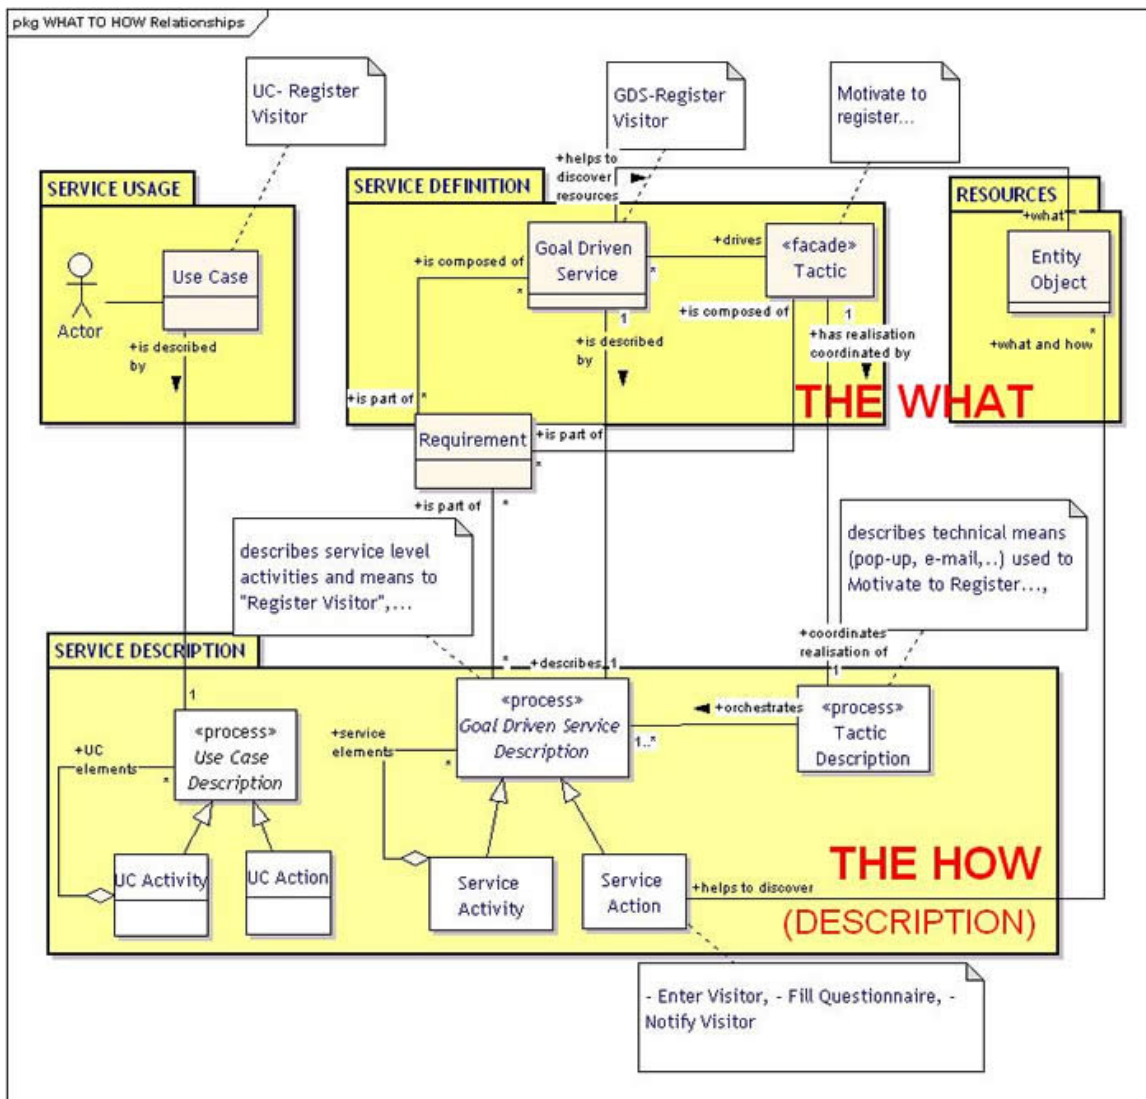 pkg WHAT TO HOW Relationships
UC- Register
Visitor
GDS-Register
Visitor
Motivate to
register...
+helps to
discover
resources
SERVICE USAGE
SERVICE DEFINITION
RESOURCES
+what
*
Actor
Use Case
+is described
by
+is composed of
*
Goal Driven
Service
*
1
+drives
«facade»
Tactic
+is composed of
1
+has realisation
coordinated by
Entity
Object
*
+what and how
+is described
by
THE WHAT
+is part of
*
Requirement
+is part of
*
+is part of
*
describes service level
activities and means to
"Register Visitor",...
describes technical means
(pop-up, e-mail,..) used to
Motivate to Register...,
SERVICE DESCRIPTION
*
+describes
1
+coordinates
realisation of
1
1
«process»
Use Case
Description
+UC
elements
*
+service
elements
*
«process»
Goal Driven Service
Description
+orchestrates
1..*
«process»
Tactic
Description
UC Activity
UC Action
Service
Activity
Service
Action
+helps to discover
THE HOW
(DESCRIPTION)
- Enter Visitor, - Fill Questionnaire, -
Notify Visitor